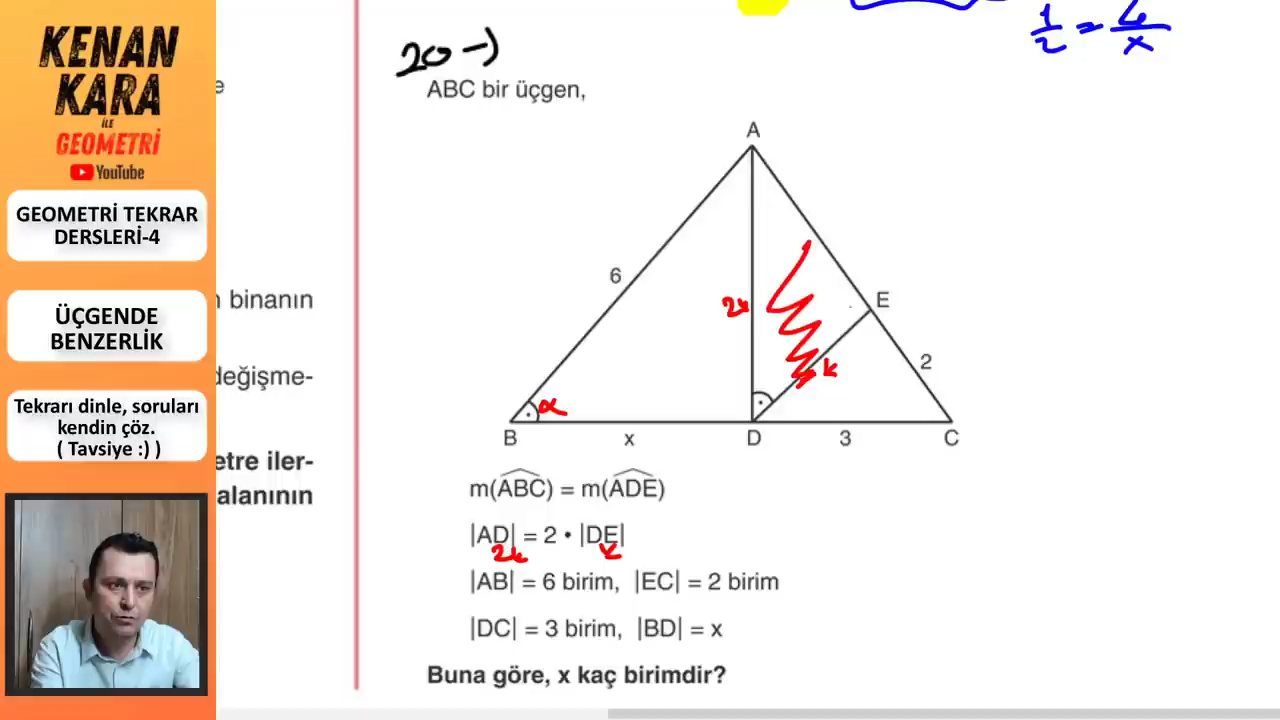 KENAN
KARA
İLE
GEOMETRİ
YouTube
GEOMETRİ TEKRAR
DERSLERİ-4
ÜÇGENDE
BENZERLİK
Tekrarı dinle, soruları
kendin çöz.
( Tavsiye :) )
e
binanın
değişme-
etre iler-
alanının
1/2 = 4/x
20 →
ABC bir üçgen,
A
6
2k
E
k
2
α
B
x
D
3
C
m(ABC) = m(ADE)
|AD| = 2 • |DE|
2k k
|AB| = 6 birim, |EC| = 2 birim
|DC| = 3 birim, |BD| = x
Buna göre, x kaç birimdir?